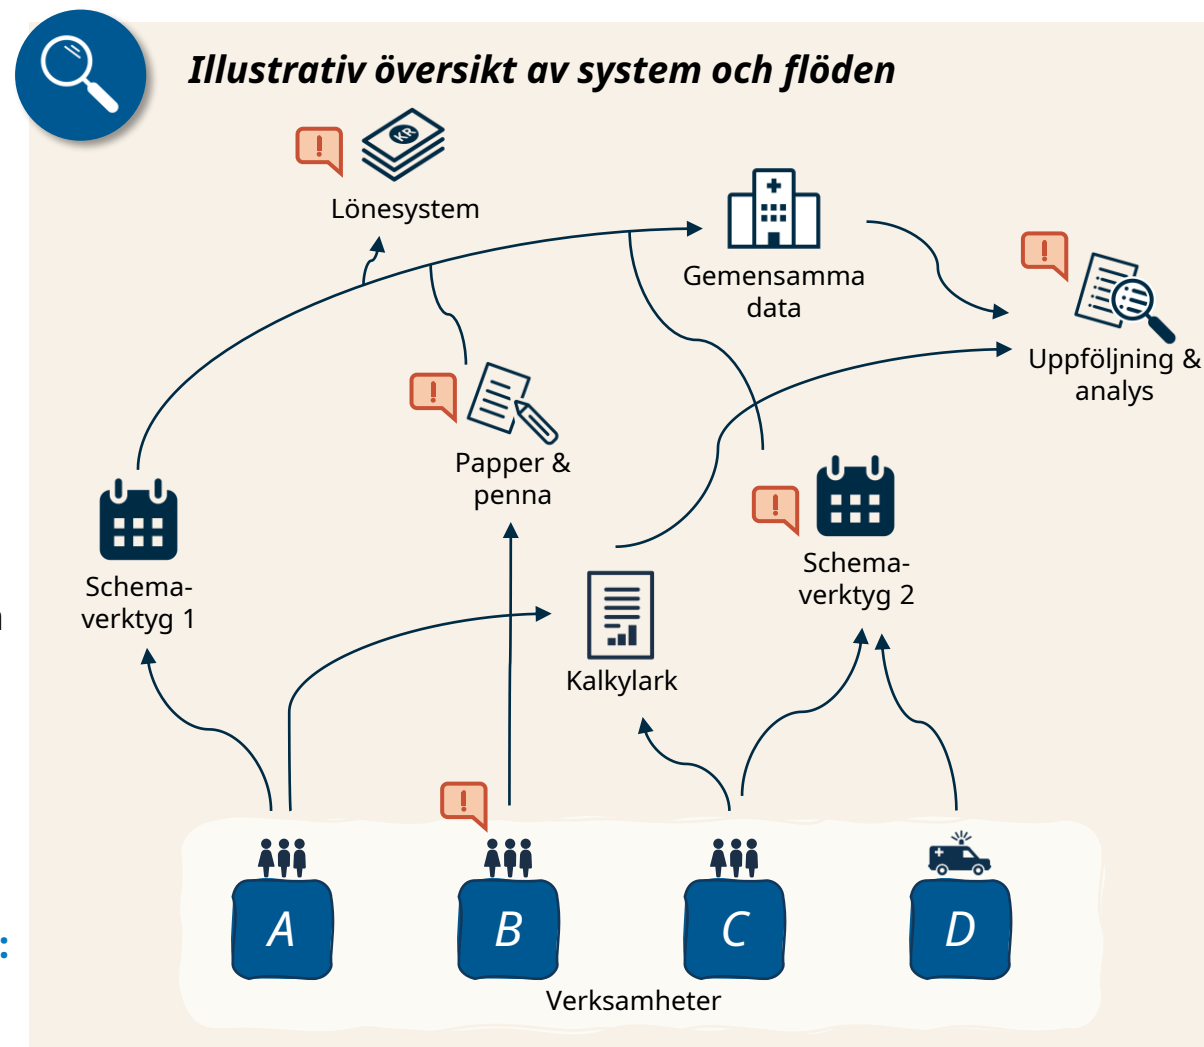 Illustrativ översikt av system och flöden
KR
Lönesystem
Gemensamma
data
Uppföljning &
analys
Papper &
penna
Schema-
verktyg 1
Schema-
verktyg 2
Kalkylark
A
B
C
D
Verksamheter
: